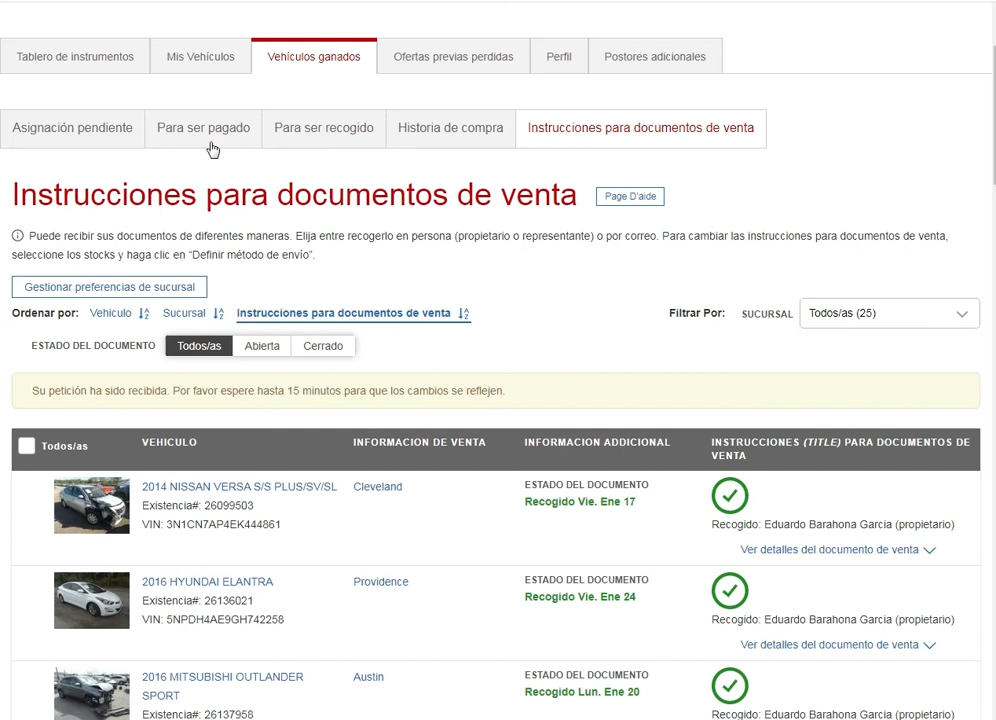 Tablero de instrumentos
Mis Vehículos
Vehículos ganados
Ofertas previas perdidas
Perfil
Postores adicionales
Asignación pendiente
Para ser pagado
Para ser recogido
Historia de compra
Instrucciones para documentos de venta
Instrucciones para documentos de venta
Page D'aide
Puede recibir sus documentos de diferentes maneras. Elija entre recogerlo en persona (propietario o representante) o por correo. Para cambiar las instrucciones para documentos de venta,
seleccione los stocks y haga clic en "Definir método de envío".
Gestionar preferencias de sucursal
Ordenar por: Vehiculo Sucursal Instrucciones para documentos de venta
Filtrar Por: SUCURSAL Todos/as (25)
ESTADO DEL DOCUMENTO Todos/as Abierta Cerrado
Su petición ha sido recibida. Por favor espere hasta 15 minutos para que los cambios se reflejen.
Todos/as
VEHICULO
INFORMACION DE VENTA
INFORMACION ADDICIONAL
INSTRUCCIONES (TITLE) PARA DOCUMENTOS DE
VENTA
2014 NISSAN VERSA S/S PLUS/SV/SL
Existencia#: 26099503
VIN: 3N1CN7AP4EK444861
Cleveland
ESTADO DEL DOCUMENTO
Recogido Vie. Ene 17
Recogido: Eduardo Barahona Garcia (propietario)
Ver detalles del documento de venta
2016 HYUNDAI ELANTRA
Existencia#: 26136021
VIN: 5NPDH4AE9GH742258
Providence
ESTADO DEL DOCUMENTO
Recogido Vie. Ene 24
Recogido: Eduardo Barahona Garcia (propietario)
Ver detalles del documento de venta
2016 MITSUBISHI OUTLANDER
SPORT
Existencia#: 26137958
Austin
ESTADO DEL DOCUMENTO
Recogido Lun. Ene 20
Recogido: Eduardo Barahona Garcia (propietario)